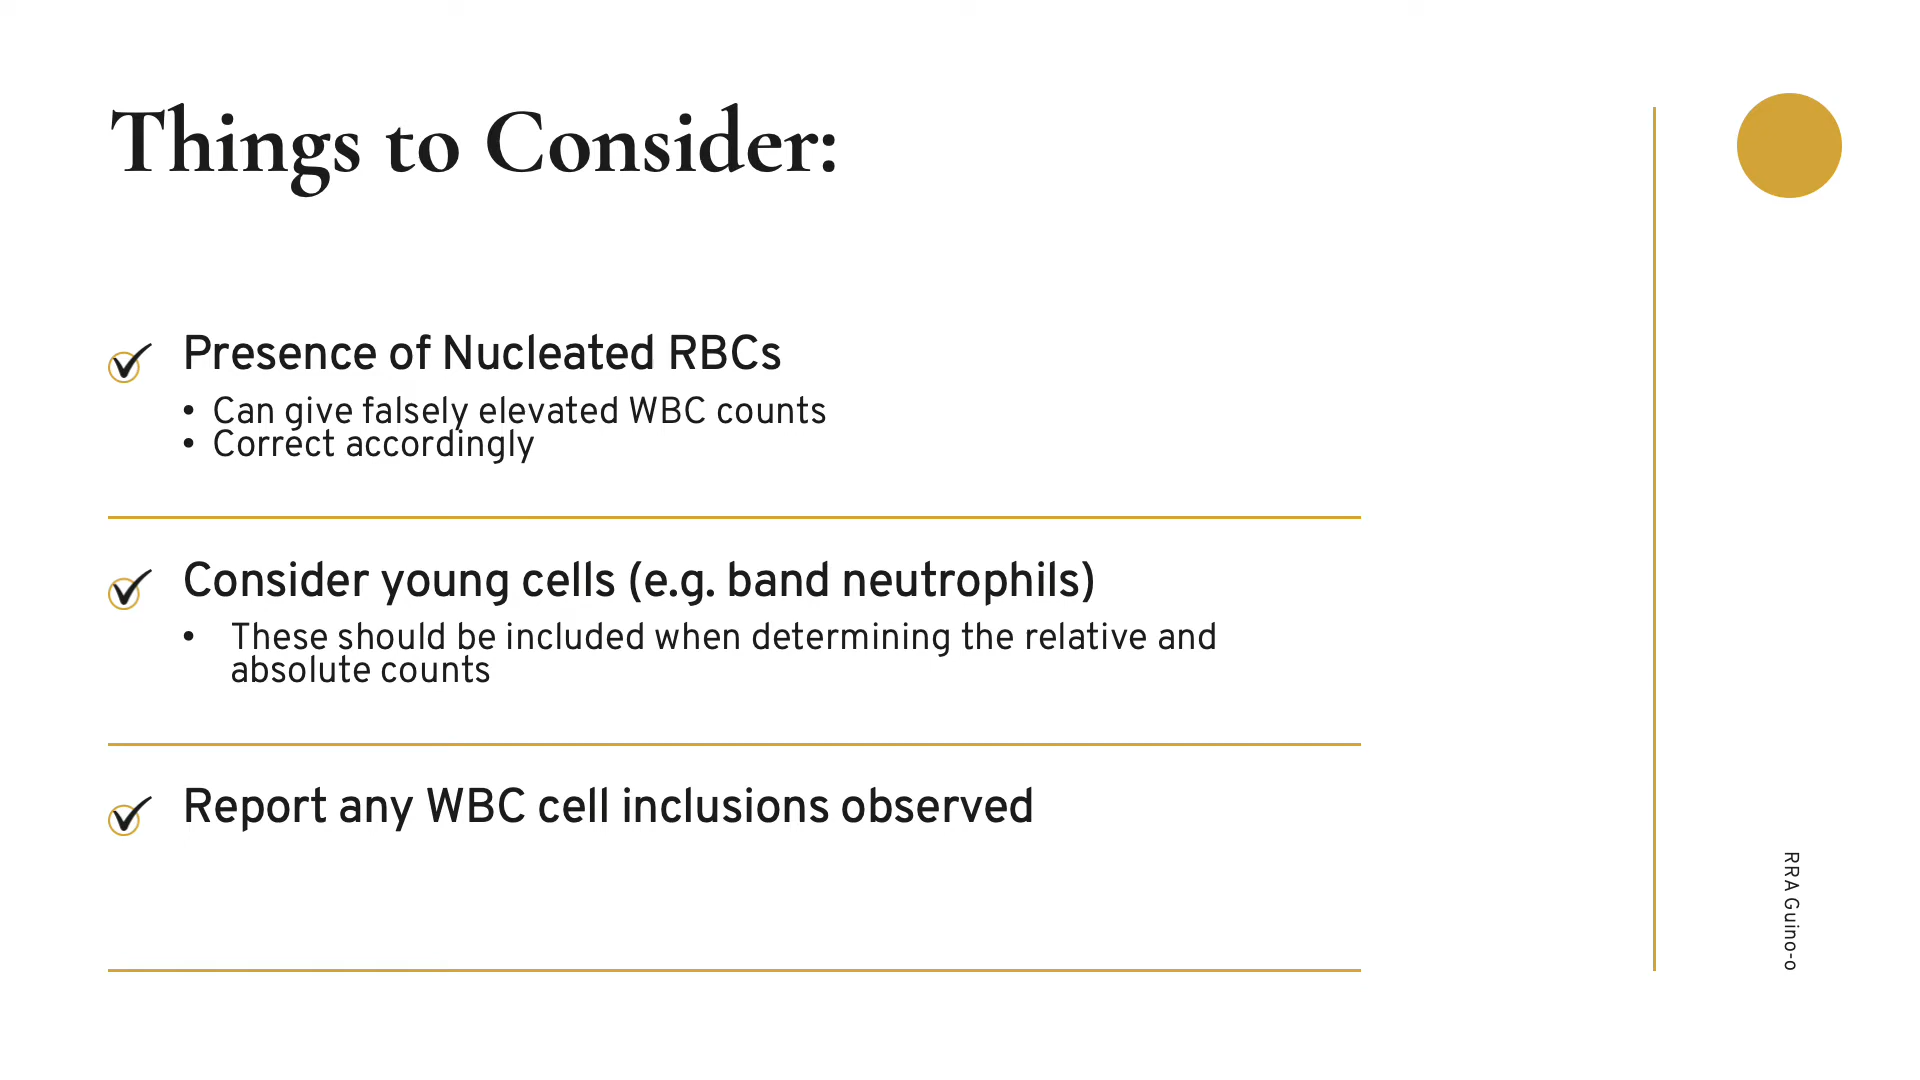 Things to Consider:
Presence of Nucleated RBCs
• Can give falsely elevated WBC counts
• Correct accordingly
Consider young cells (e.g. band neutrophils)
• These should be included when determining the relative and
absolute counts
Report any WBC cell inclusions observed
RRA Guino-o